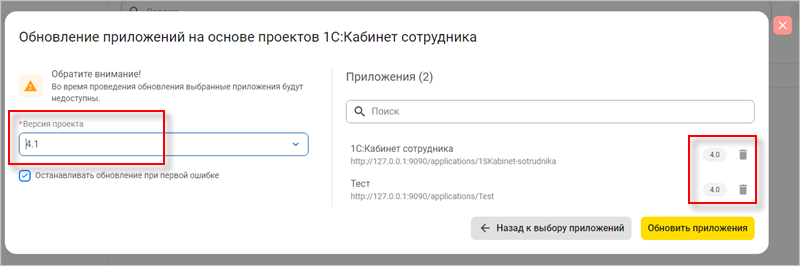 Обновление приложений на основе проектов 1С:Кабинет сотрудника
Обратите внимание!
Во время проведения обновления выбранные приложения будут
недоступны.
*Версия проекта
4.1
Останавливать обновление при первой ошибке
Приложения (2)
Поиск
1С:Кабинет сотрудника
http://127.0.0.1:9090/applications/1SKabinet-sotrudnika
4.0
Тест
http://127.0.0.1:9090/applications/Test
4.0
Назад к выбору приложений
Обновить приложения